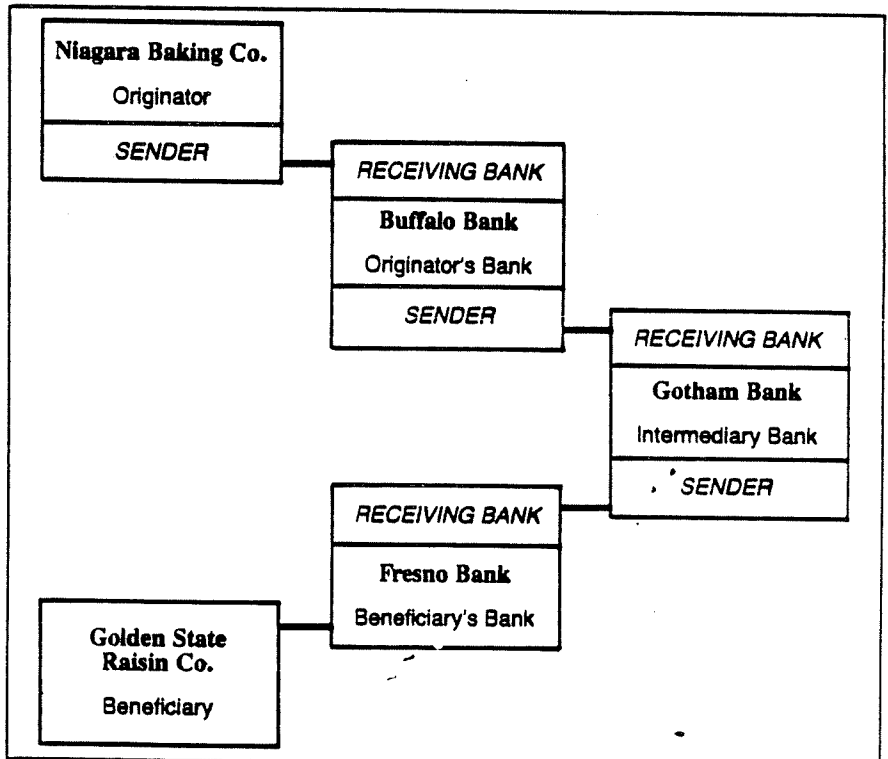 Niagara Baking Co.
Originator
SENDER
RECEIVING BANK
Buffalo Bank
Originator's Bank
SENDER
RECEIVING BANK
Gotham Bank
Intermediary Bank
SENDER
RECEIVING BANK
Fresno Bank
Beneficiary's Bank
Golden State
Raisin Co.
Beneficiary